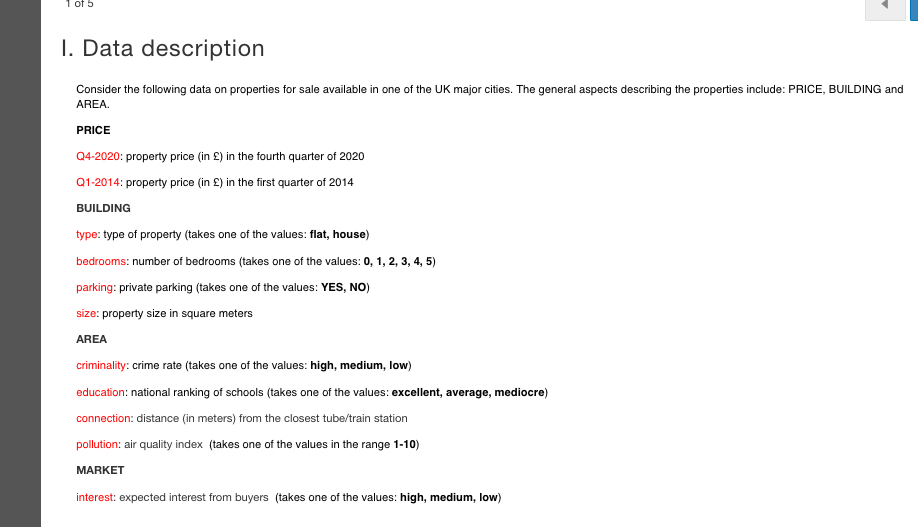 1 of 5
I. Data description
Consider the following data on properties for sale available in one of the UK major cities. The general aspects describing the properties include: PRICE, BUILDING and
AREA.
PRICE
Q4-2020: property price (in £) in the fourth quarter of 2020
Q1-2014: property price (in £) in the first quarter of 2014
BUILDING
type: type of property (takes one of the values: flat, house)
bedrooms: number of bedrooms (takes one of the values: 0, 1, 2, 3, 4, 5)
parking: private parking (takes one of the values: YES, NO)
size: property size in square meters
AREA
criminality: crime rate (takes one of the values: high, medium, low)
education: national ranking of schools (takes one of the values: excellent, average, mediocre)
connection: distance (in meters) from the closest tube/train station
pollution: air quality index (takes one of the values in the range 1-10)
MARKET
interest: expected interest from buyers (takes one of the values: high, medium, low)